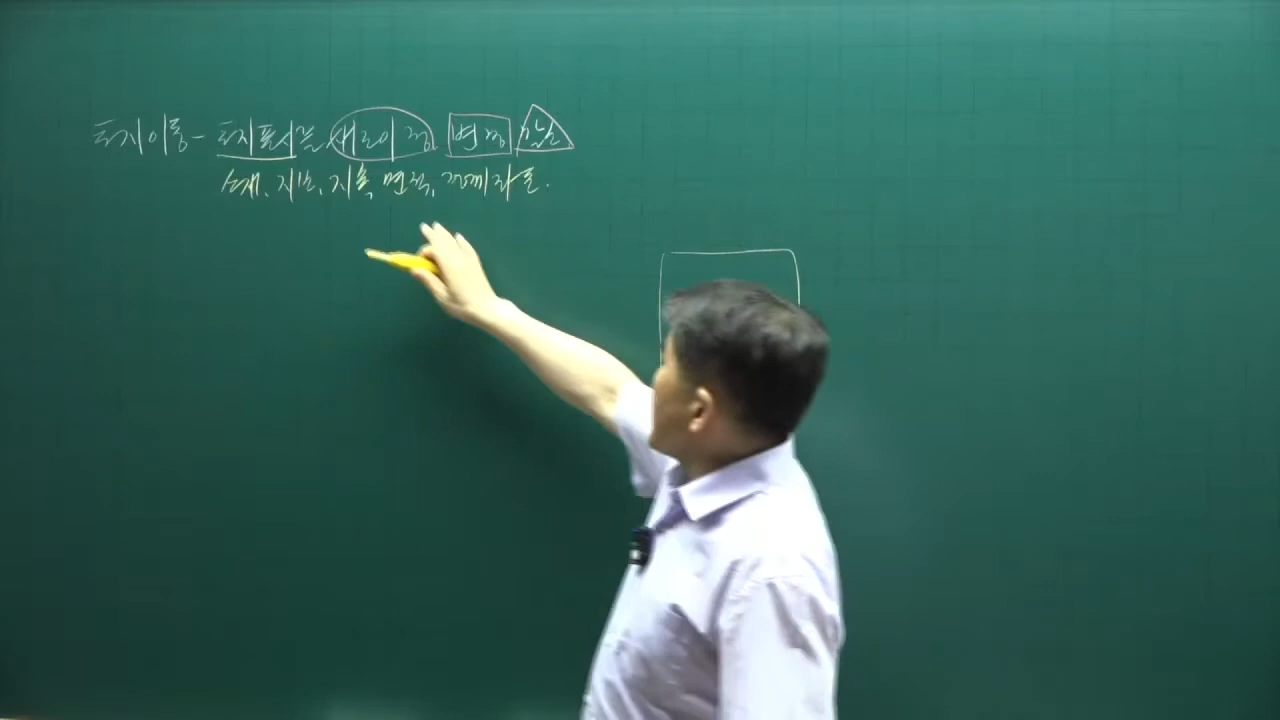 토지이동 - 토지표시를 새로이 정 변경 말소
소재, 지번, 지목, 면적, 경계 좌표.